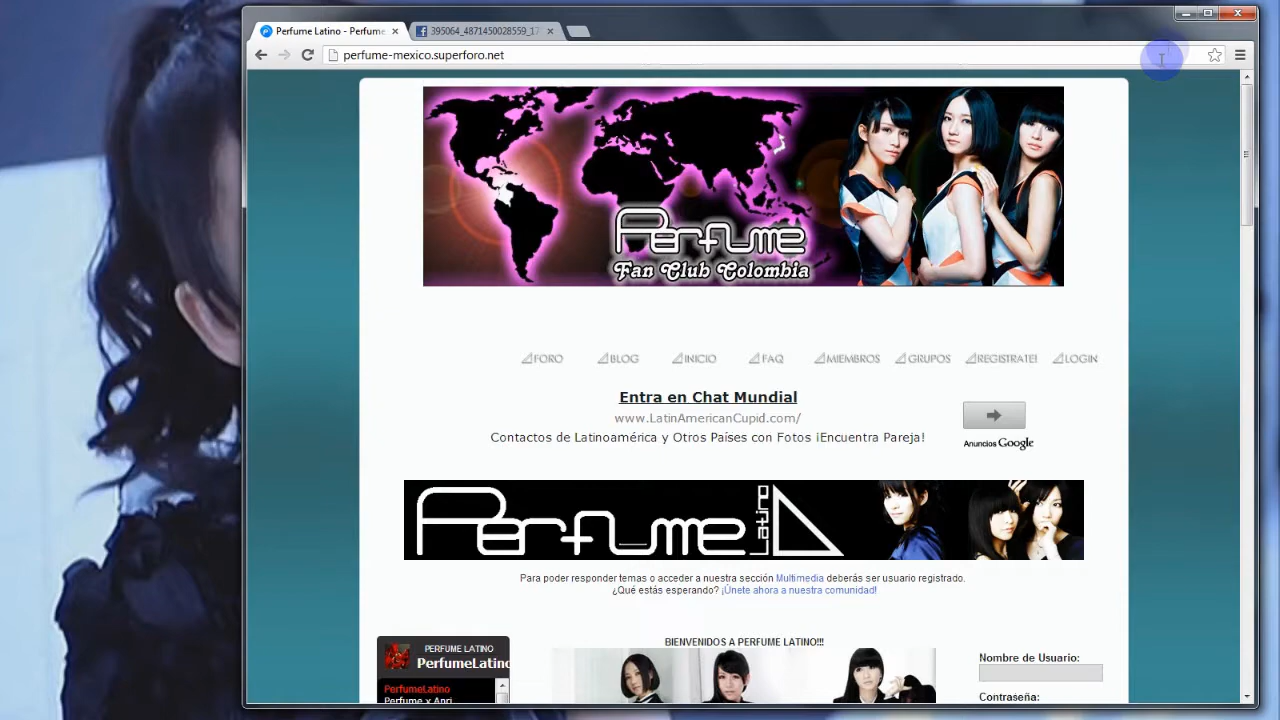 Perfume Latino - Perfume
395064_4871450028559_17
perfume-mexico.superforo.net
Perfume
Fan Club Colombia
FORO BLOG INICIO FAQ MIEMBROS GRUPOS REGISTRATE! LOGIN
Entra en Chat Mundial
www.LatinAmericanCupid.com/
Contactos de Latinoamérica y Otros Países con Fotos ¡Encuentra Pareja!
Anuncios Google
Perfume Latino
Para poder responder temas o acceder a nuestra sección Multimedia deberás ser usuario registrado.
¿Qué estás esperando? ¡Únete ahora a nuestra comunidad!
BIENVENIDOS A PERFUME LATINO!!!
PERFUME LATINO
PerfumeLatino
PerfumeLatino
Perfume x Apri
Nombre de Usuario:
Contraseña: